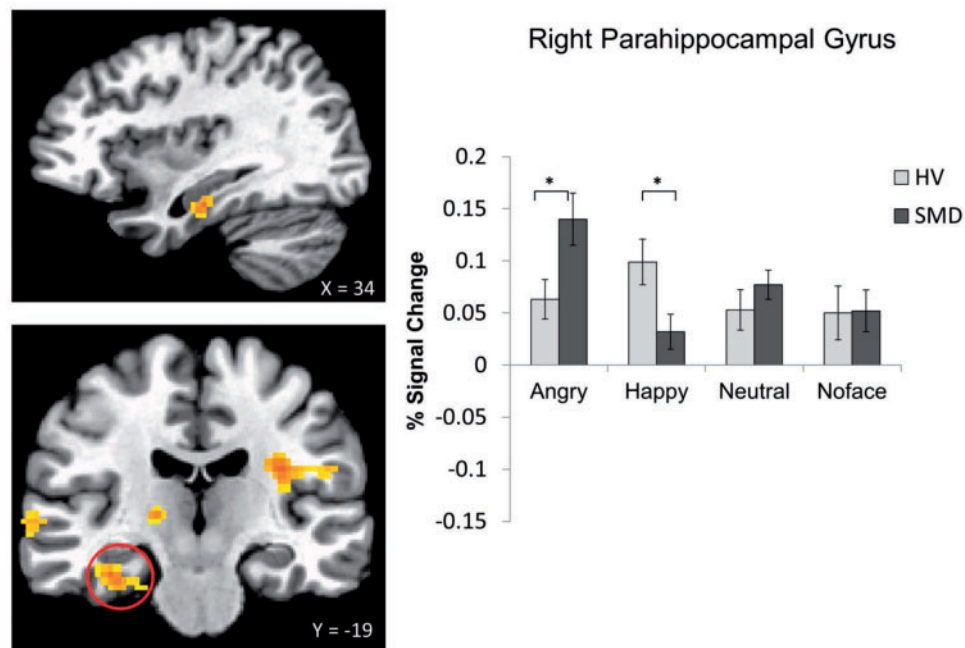 X = 34
Y = -19
Right Parahippocampal Gyrus
% Signal Change
0.2
0.15
0.1
0.05
0
-0.05
-0.1
-0.15
* *
HV
SMD
Angry Happy Neutral Noface